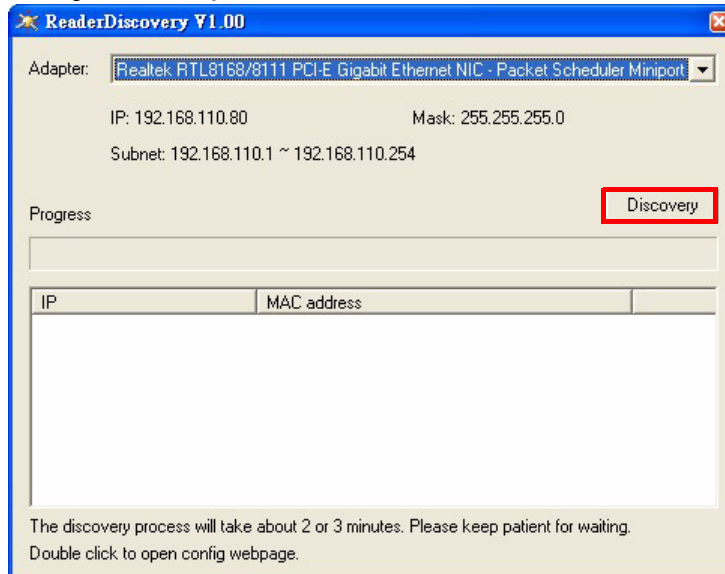 ReaderDiscovery V1.00
Adapter: Realtek RTL8168/8111 PCI-E Gigabit Ethernet NIC - Packet Scheduler Miniport
IP: 192.168.110.80 Mask: 255.255.255.0
Subnet: 192.168.110.1 ~ 192.168.110.254
Discovery
Progress
IP MAC address
The discovery process will take about 2 or 3 minutes. Please keep patient for waiting.
Double click to open config webpage.